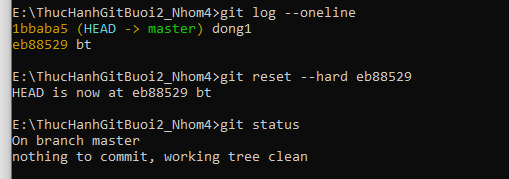 E:\ThucHanhGitBuoi2_Nhom4>git log --oneline
1bbaba5 (HEAD -> master) dong1
eb88529 bt
E:\ThucHanhGitBuoi2_Nhom4>git reset --hard eb88529
HEAD is now at eb88529 bt
E:\ThucHanhGitBuoi2_Nhom4>git status
On branch master
nothing to commit, working tree clean